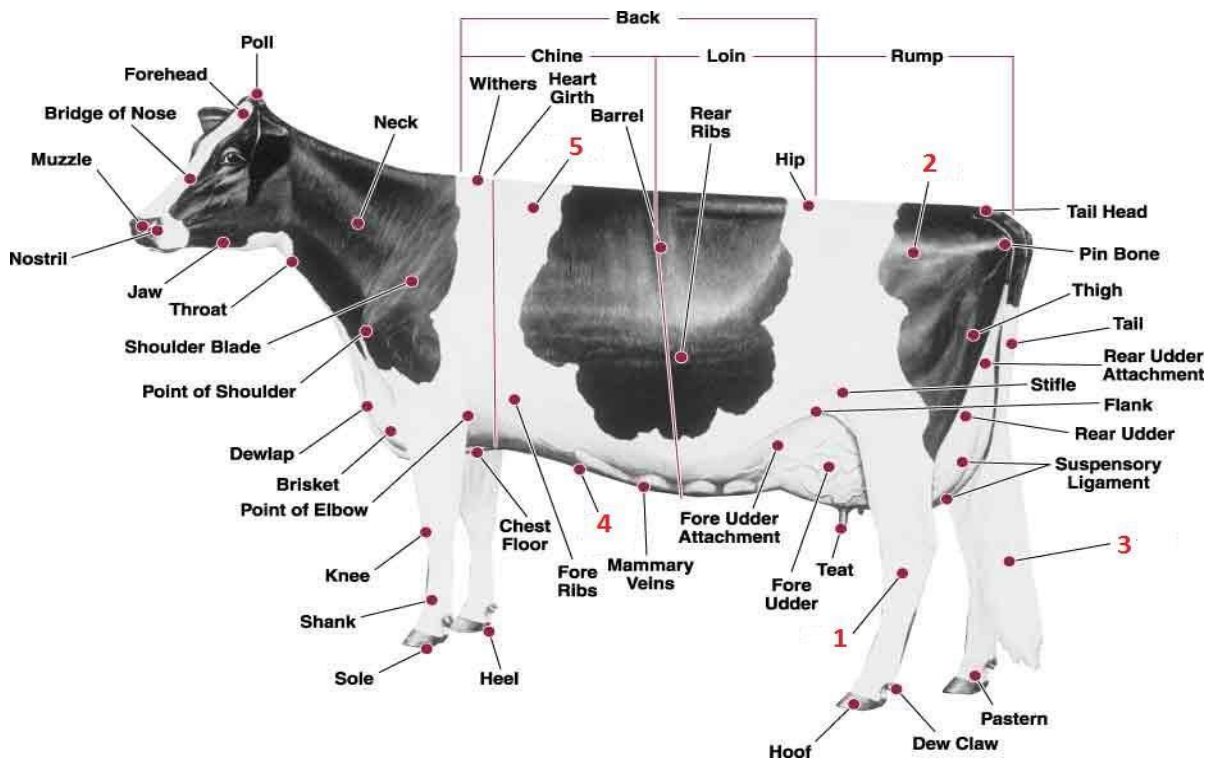 Back
Chine
Loin
Rump
Poll
Forehead
Bridge of Nose
Muzzle
Neck
Withers
Heart
Girth
5
Barrel
Rear
Ribs
Hip
2
Tail Head
Pin Bone
Thigh
Tail
Rear Udder
Attachment
Stifle
Flank
Rear Udder
Suspensory
Ligament
Nostril
Jaw
Throat
Shoulder Blade
Point of Shoulder
Dewlap
Brisket
Point of Elbow
Knee
Shank
Sole
Heel
Chest
Floor
Fore
Ribs
4
Mammary
Veins
Fore Udder
Attachment
Fore
Udder
Teat
1
3
Hoof
Dew Claw
Pastern